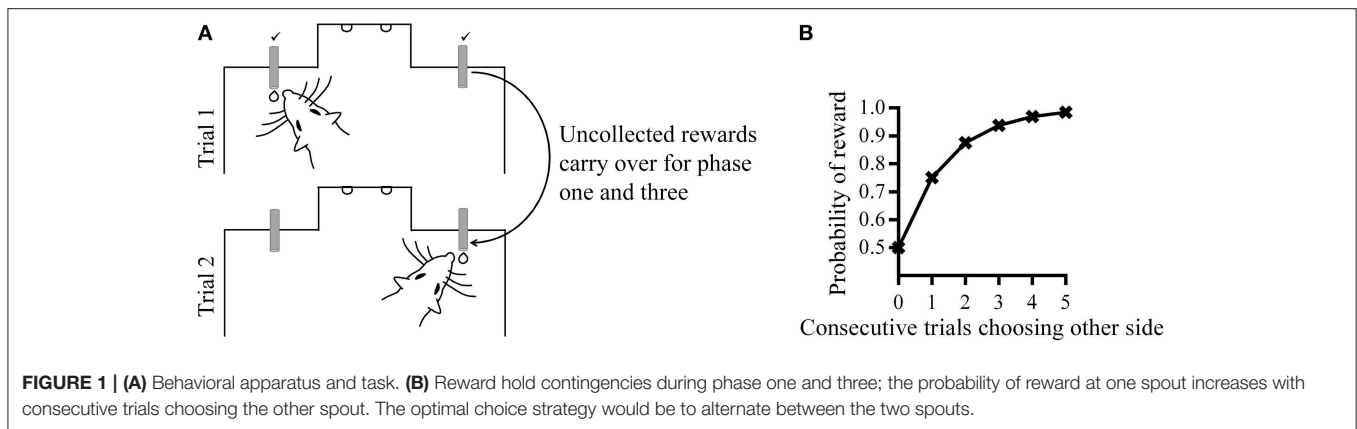 A
✓
✓
Trial 1
Uncollected rewards
carry over for phase
one and three
Trial 2
B
Probability of reward
1.0
0.9
0.8
0.7
0.6
0.5
0 1 2 3 4 5
Consecutive trials choosing other side
FIGURE 1 | (A) Behavioral apparatus and task. (B) Reward hold contingencies during phase one and three; the probability of reward at one spout increases with
consecutive trials choosing the other spout. The optimal choice strategy would be to alternate between the two spouts.